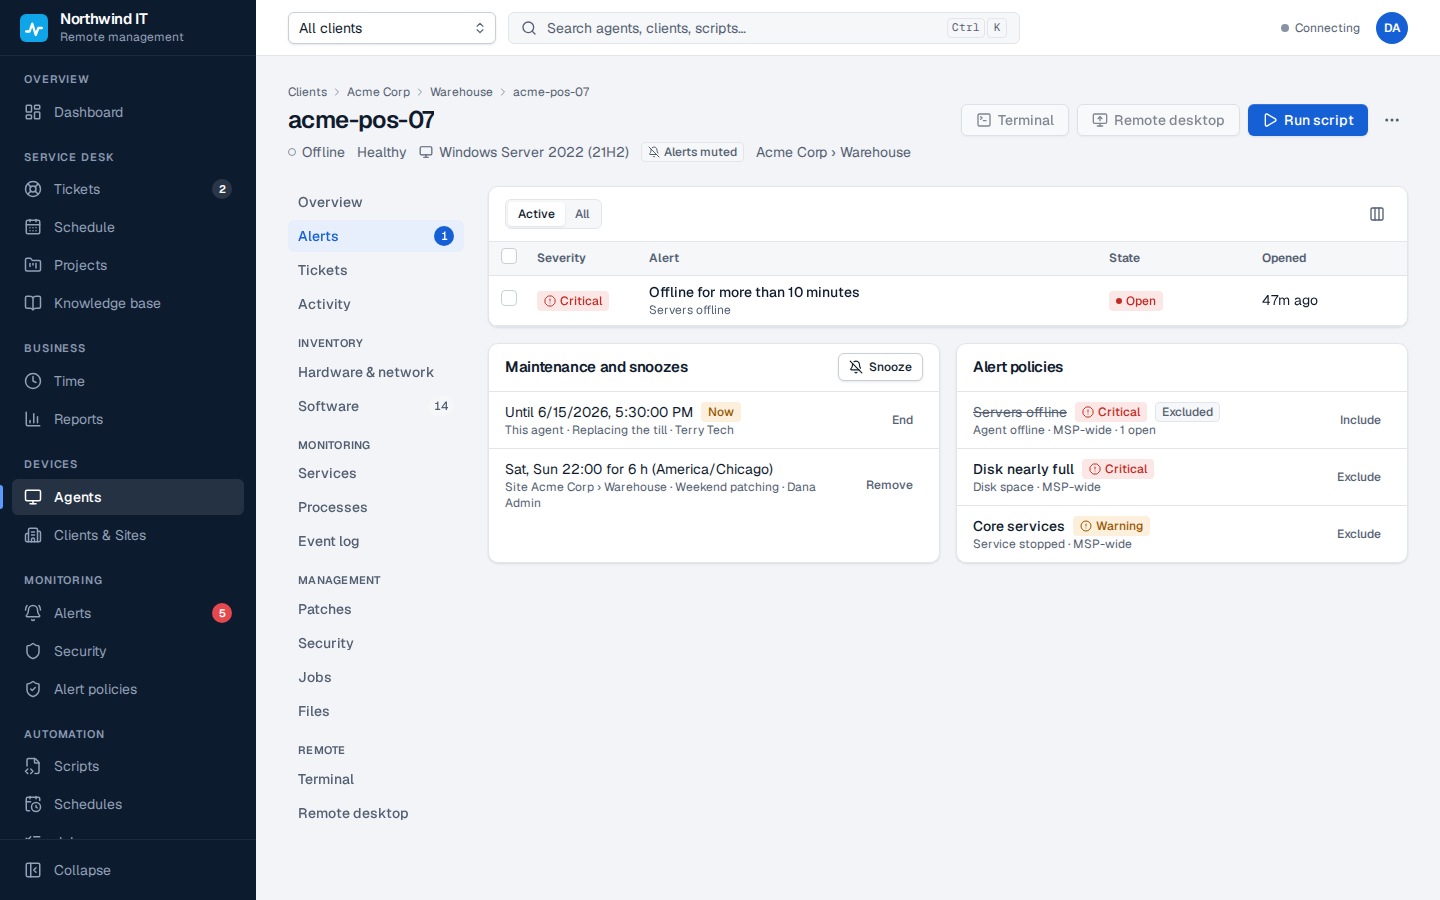 Northwind IT
Remote management
OVERVIEW
Dashboard
SERVICE DESK
Tickets 2
Schedule
Projects
Knowledge base
BUSINESS
Time
Reports
DEVICES
Agents
Clients & Sites
MONITORING
Alerts 5
Security
Alert policies
AUTOMATION
Scripts
Schedules
Collapse
All clients
Search agents, clients, scripts... Ctrl K
Connecting DA
Clients > Acme Corp > Warehouse > acme-pos-07
acme-pos-07
Terminal Remote desktop Run script
Offline Healthy Windows Server 2022 (21H2) Alerts muted Acme Corp › Warehouse
Overview
Alerts 1
Tickets
Activity
INVENTORY
Hardware & network
Software 14
MONITORING
Services
Processes
Event log
MANAGEMENT
Patches
Security
Jobs
Files
REMOTE
Terminal
Remote desktop
Active All
Severity Alert State Opened
Critical Offline for more than 10 minutes Open 47m ago
Servers offline
Maintenance and snoozes Snooze
Until 6/15/2026, 5:30:00 PM Now
This agent · Replacing the till · Terry Tech
End
Sat, Sun 22:00 for 6 h (America/Chicago)
Site Acme Corp › Warehouse · Weekend patching · Dana
Admin
Remove
Alert policies
Servers offline Critical Excluded
Agent offline · MSP-wide · 1 open
Include
Disk nearly full Critical
Disk space · MSP-wide
Exclude
Core services Warning
Service stopped · MSP-wide
Exclude